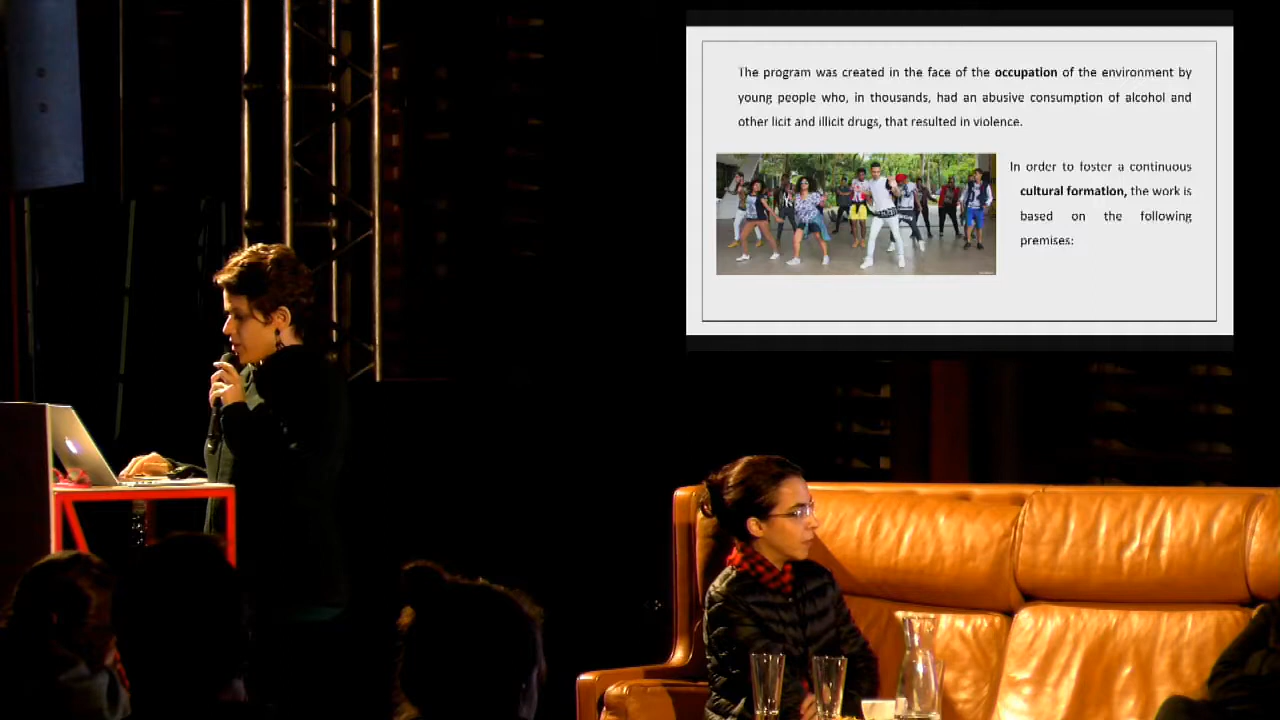 The program was created in the face of the occupation of the environment by
young people who, in thousands, had an abusive consumption of alcohol and
other licit and illicit drugs, that resulted in violence.
In order to foster a continuous
cultural formation, the work is
based on the following
premises: